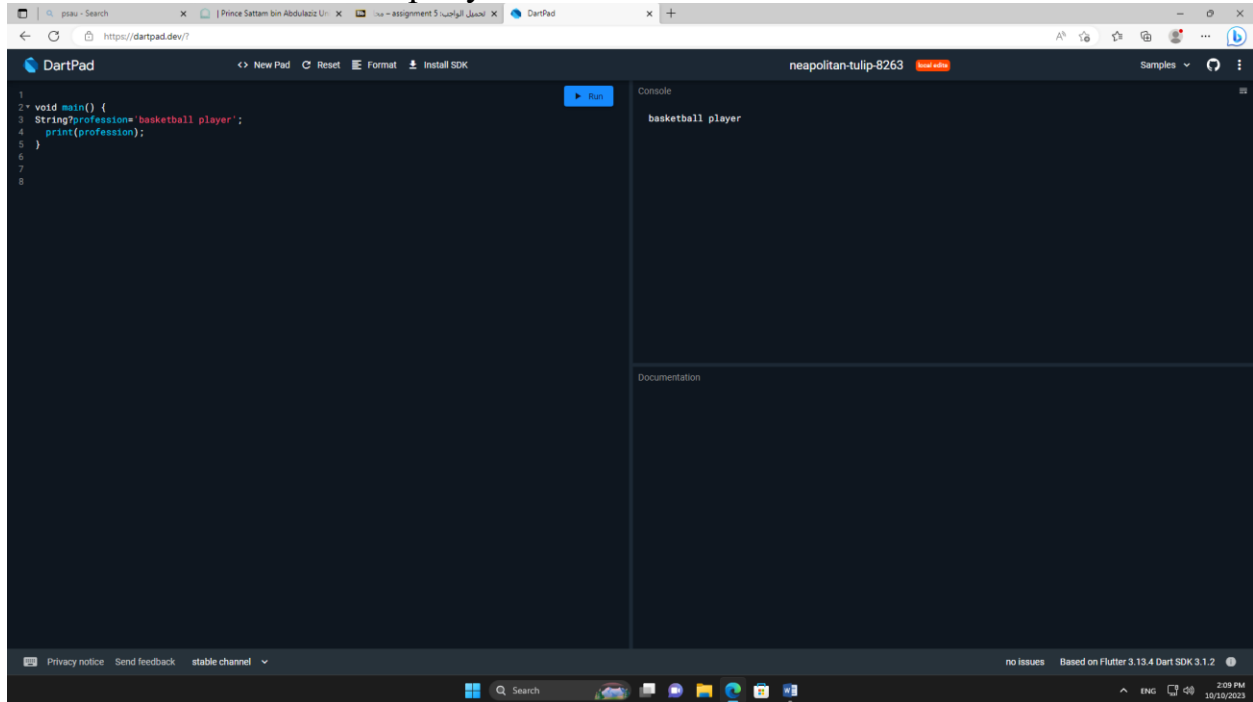 psau - Search
| Prince Sattam bin Abdulaziz Uni
تحميل الواجب: assignment 5 –
DartPad
https://dartpad.dev/?
DartPad
<> New Pad
Reset
Format
Install SDK
neapolitan-tulip-8263
local edits
Samples
Run
1
2 void main() {
3 String?profession='basketball player';
4 print(profession);
5 }
6
7
8
Console
basketball player
Documentation
Privacy notice
Send feedback
stable channel
no issues
Based on Flutter 3.13.4 Dart SDK 3.1.2
Search
ENG
2:09 PM
10/10/2023